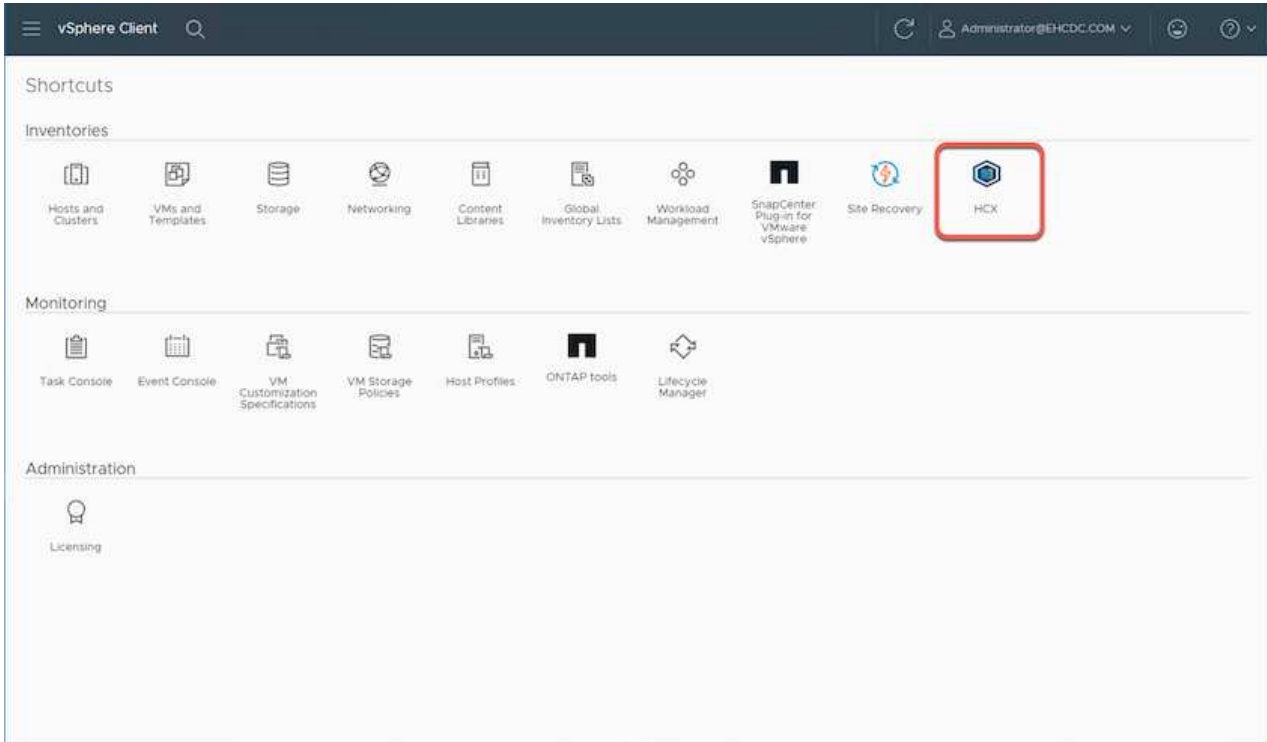 vSphere Client
Administrator@EHCDC.COM
Shortcuts
Inventories
Hosts and
Clusters
VMs and
Templates
Storage
Networking
Content
Libraries
Global
Inventory Lists
Workload
Management
SnapCenter
Plug-in for
VMware
vSphere
Site Recovery
HCX
Monitoring
Task Console
Event Console
VM
Customization
Specifications
VM Storage
Policies
Host Profiles
ONTAP tools
Lifecycle
Manager
Administration
Licensing